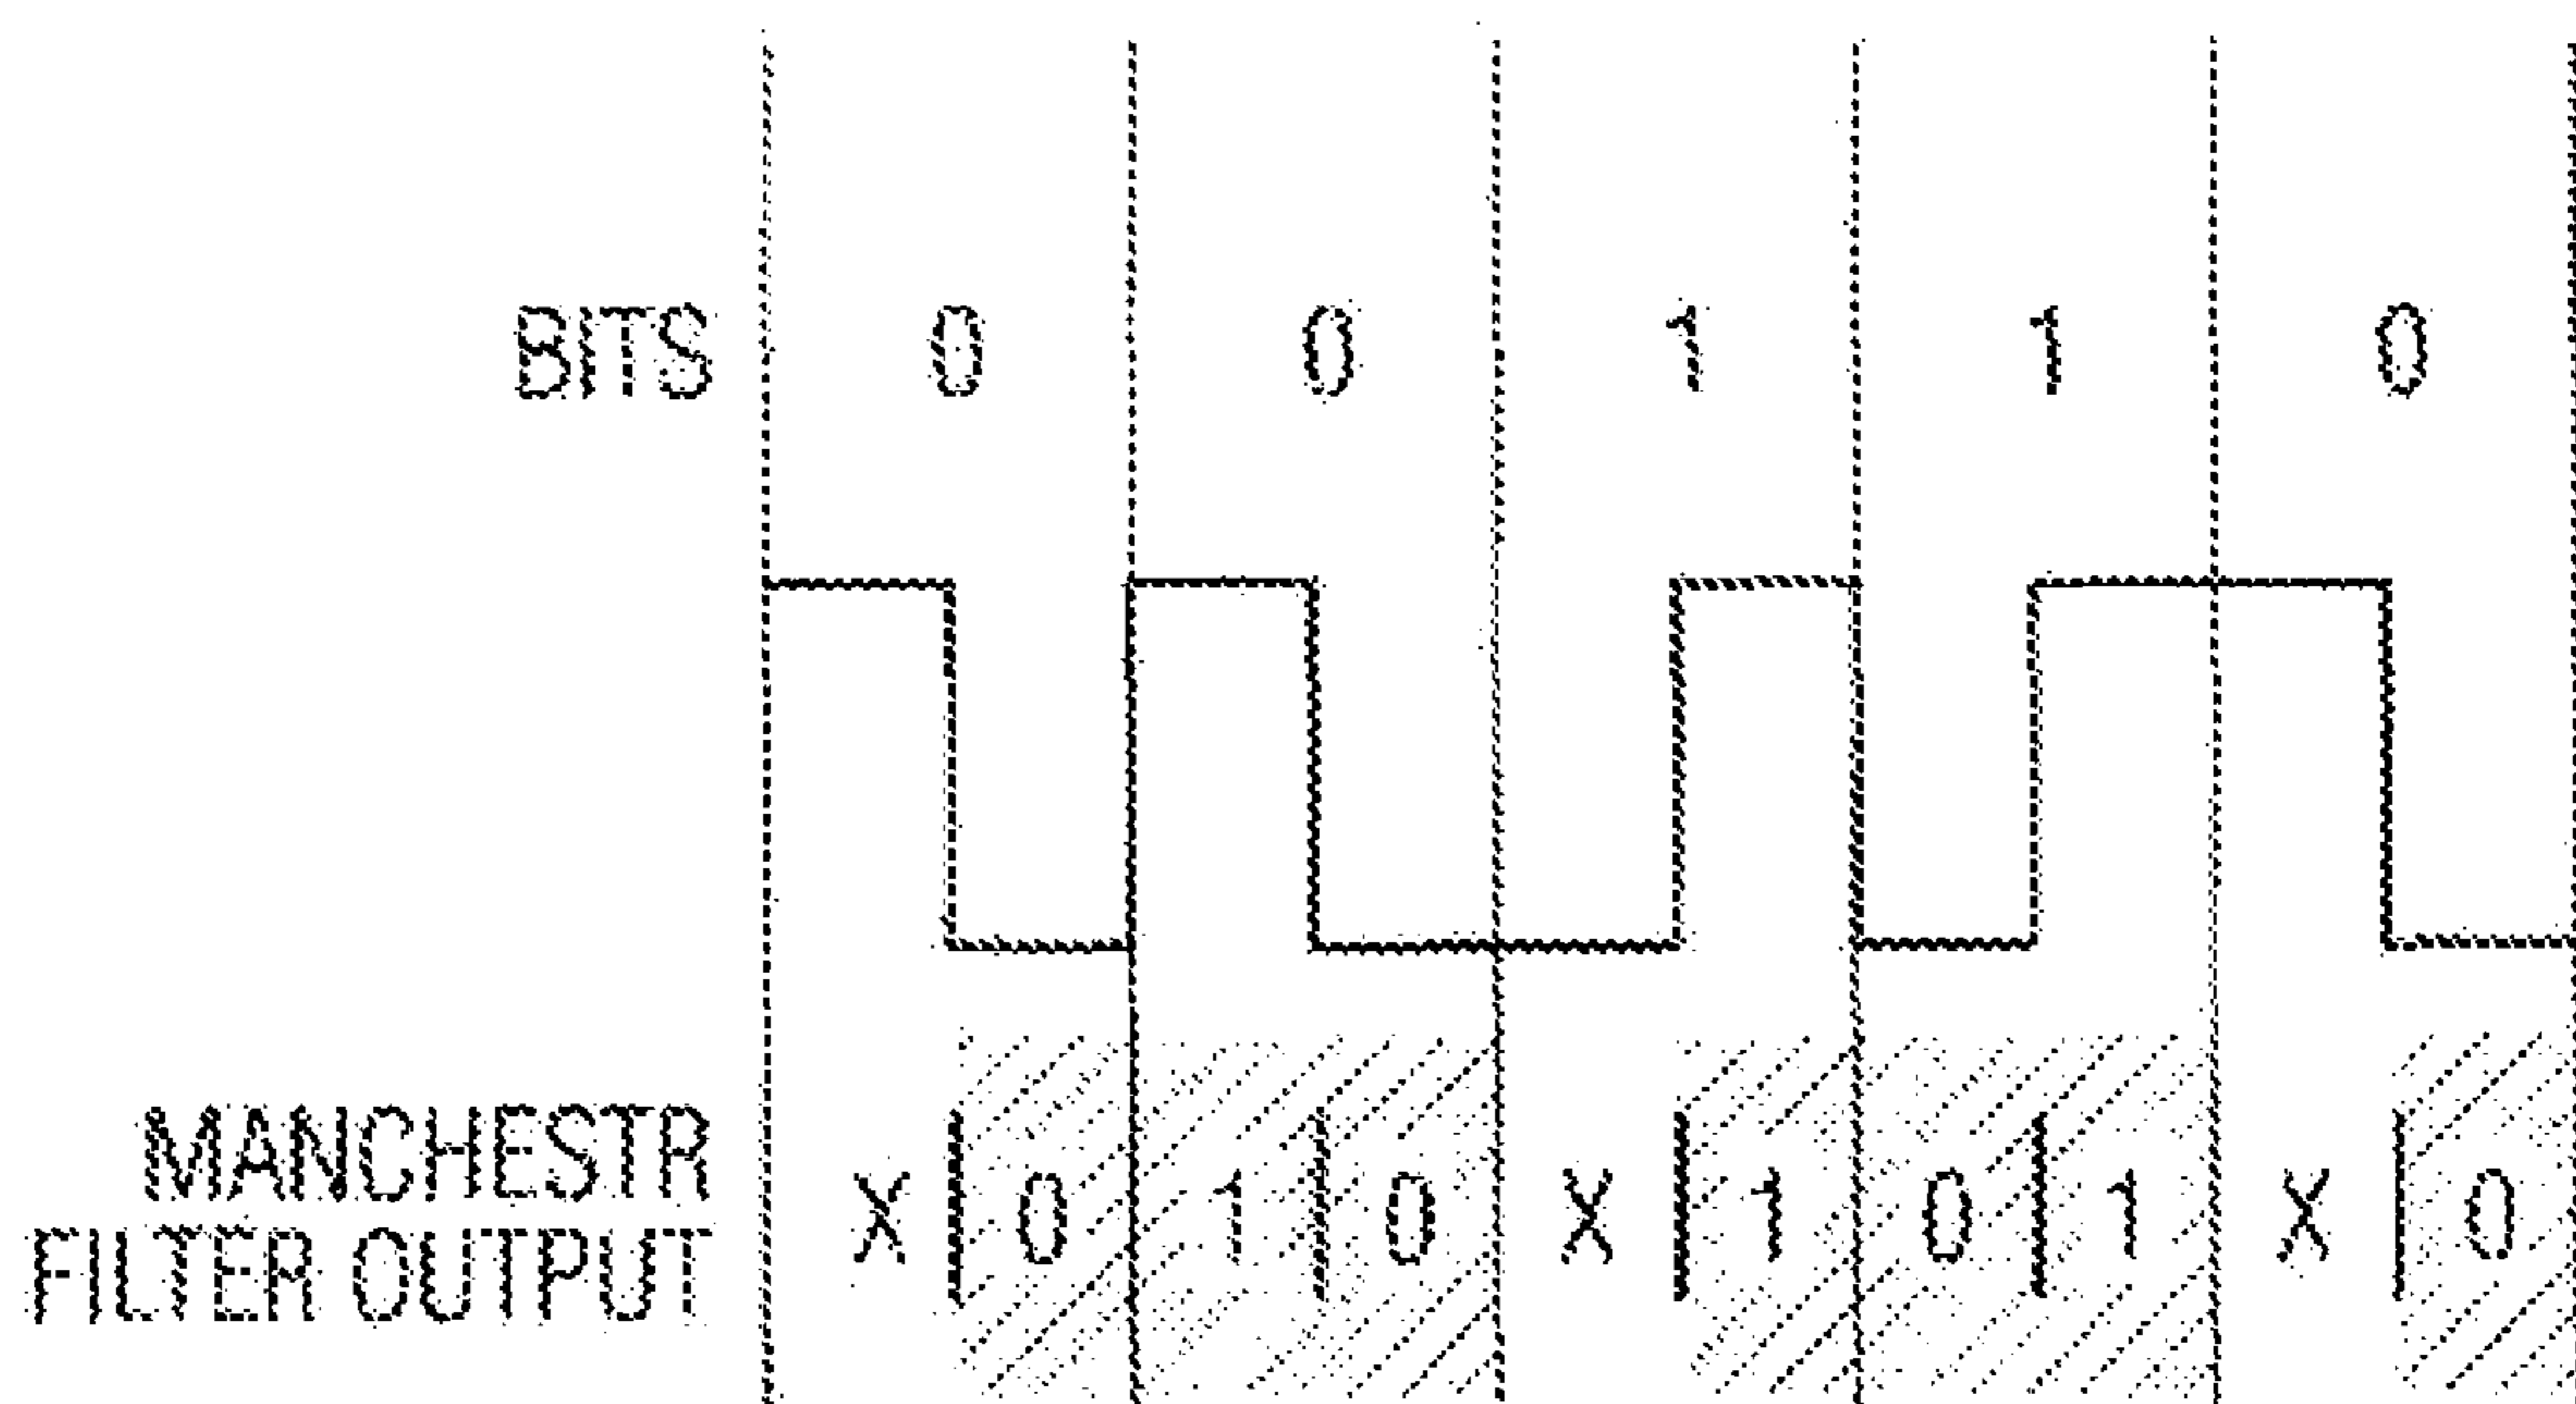 BITS 0 0 1 1 0
MANCHESTR
FILTER OUTPUT X 0 1 0 X 1 0 1 X 0